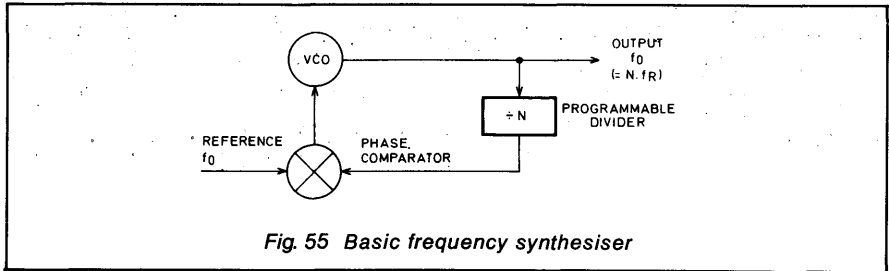 VCO
OUTPUT
f0
(= N. fR)
÷ N
PROGRAMMABLE
DIVIDER
REFERENCE
f0
PHASE.
COMPARATOR
Fig. 55 Basic frequency synthesiser